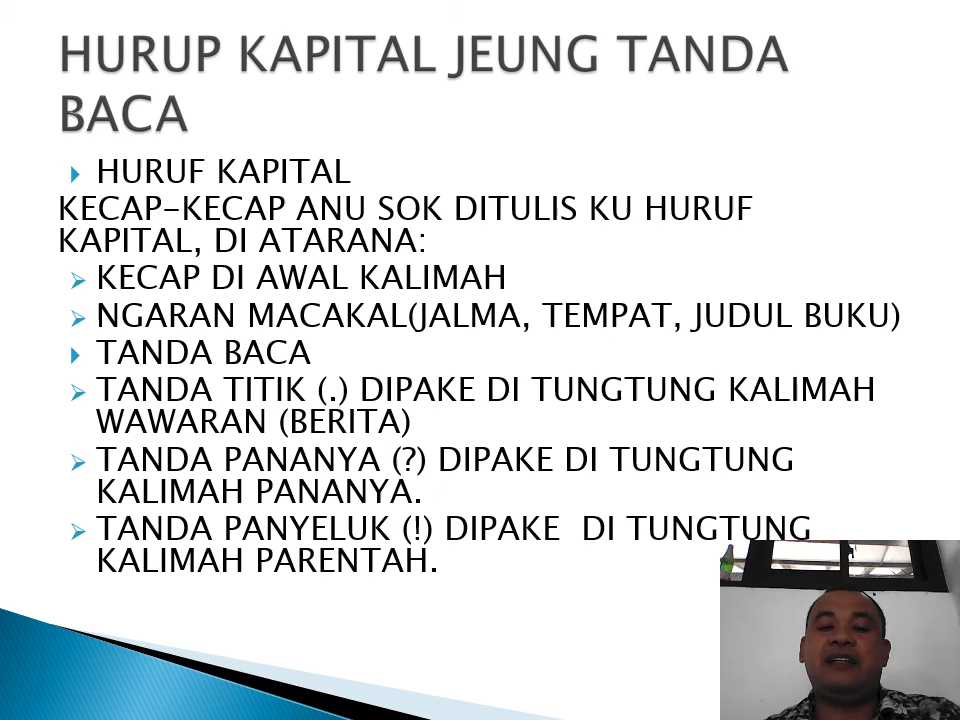 HURUP KAPITAL JEUNG TANDA
BACA
HURUF KAPITAL
KECAP-KECAP ANU SOK DITULIS KU HURUF
KAPITAL, DI ATARANA:
KECAP DI AWAL KALIMAH
NGARAN MACAKAL(JALMA, TEMPAT, JUDUL BUKU)
TANDA BACA
TANDA TITIK (.) DIPAKE DI TUNGTUNG KALIMAH
WAWARAN (BERITA)
TANDA PANANYA (?) DIPAKE DI TUNGTUNG
KALIMAH PANANYA.
TANDA PANYELUK (!) DIPAKE  DI TUNGTUNG
KALIMAH PARENTAH.